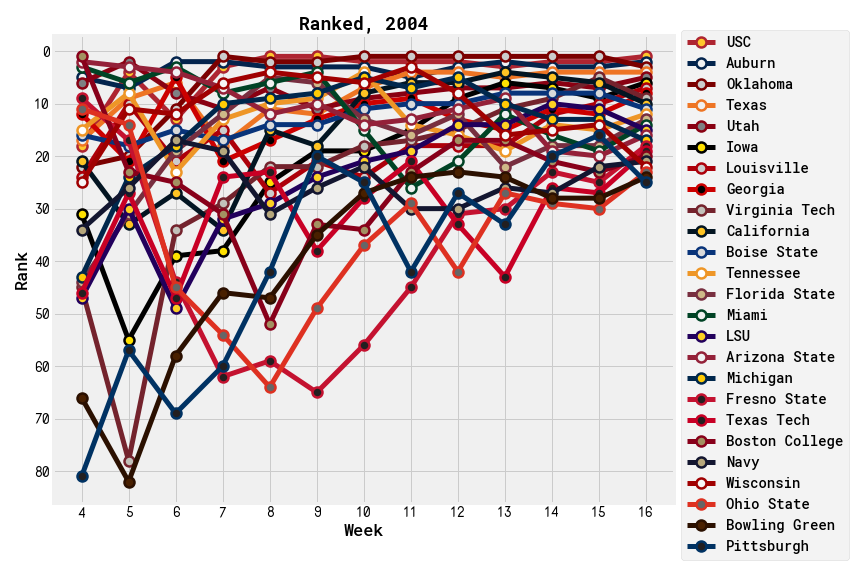 Ranked, 2004
0
10
20
30
40
50
60
70
80
Rank
4 5 6 7 8 9 10 11 12 13 14 15 16
Week
USC
Auburn
Oklahoma
Texas
Utah
Iowa
Louisville
Georgia
Virginia Tech
California
Boise State
Tennessee
Florida State
Miami
LSU
Arizona State
Michigan
Fresno State
Texas Tech
Boston College
Navy
Wisconsin
Ohio State
Bowling Green
Pittsburgh